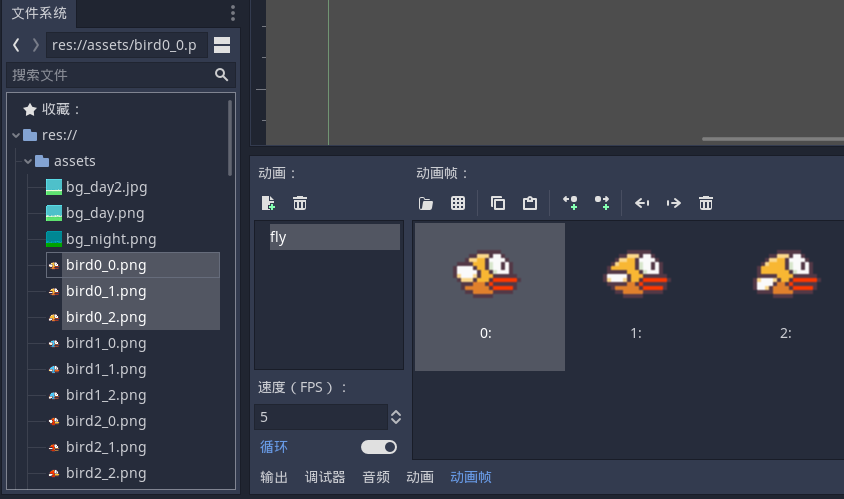 文件系统
res://assets/bird0_0.p
搜索文件
收藏：
res://
assets
bg_day2.jpg
bg_day.png
bg_night.png
bird0_0.png
bird0_1.png
bird0_2.png
bird1_0.png
bird1_1.png
bird1_2.png
bird2_0.png
bird2_1.png
bird2_2.png
动画：
fly
速度（FPS）：
5
循环
动画帧：
0:
1:
2:
输出 调试器 音频 动画 动画帧